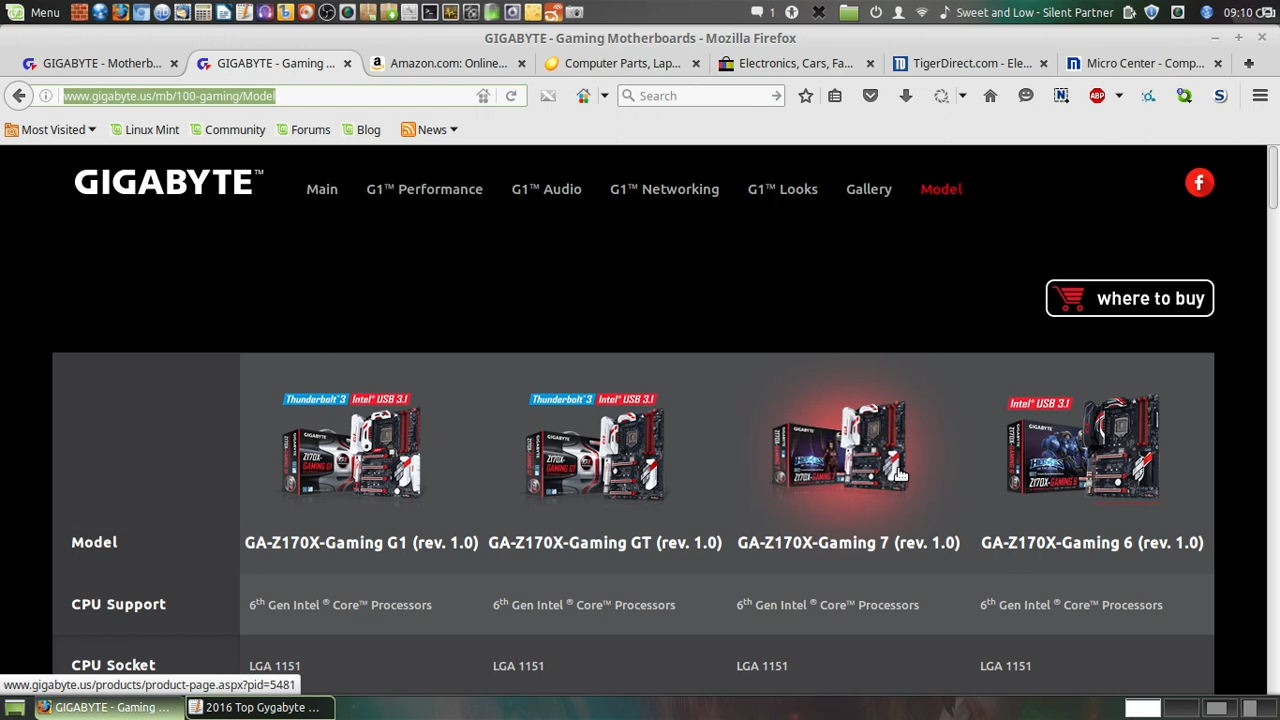 Menu
1
Sweet and Low - Silent Partner
09:10
GIGABYTE - Gaming Motherboards - Mozilla Firefox
GIGABYTE - Motherb...
GIGABYTE - Gaming ...
Amazon.com: Online...
Computer Parts, Lap...
Electronics, Cars, Fa...
TigerDirect.com - Ele...
Micro Center - Comp...
www.gigabyte.us/mb/100-gaming/Model
Search
ABP
Most Visited
Linux Mint
Community
Forums
Blog
News
GIGABYTE™
Main
G1™ Performance
G1™ Audio
G1™ Networking
G1™ Looks
Gallery
Model
where to buy
Thunderbolt™3 Intel® USB 3.1
Thunderbolt™3 Intel® USB 3.1
Intel® USB 3.1
Model
GA-Z170X-Gaming G1 (rev. 1.0)
GA-Z170X-Gaming GT (rev. 1.0)
GA-Z170X-Gaming 7 (rev. 1.0)
GA-Z170X-Gaming 6 (rev. 1.0)
CPU Support
6th Gen Intel ® Core™ Processors
6th Gen Intel ® Core™ Processors
6th Gen Intel ® Core™ Processors
6th Gen Intel ® Core™ Processors
CPU Socket
LGA 1151
LGA 1151
LGA 1151
LGA 1151
www.gigabyte.us/products/product-page.aspx?pid=5481
GIGABYTE - Gaming ...
2016 Top Gygabyte ...